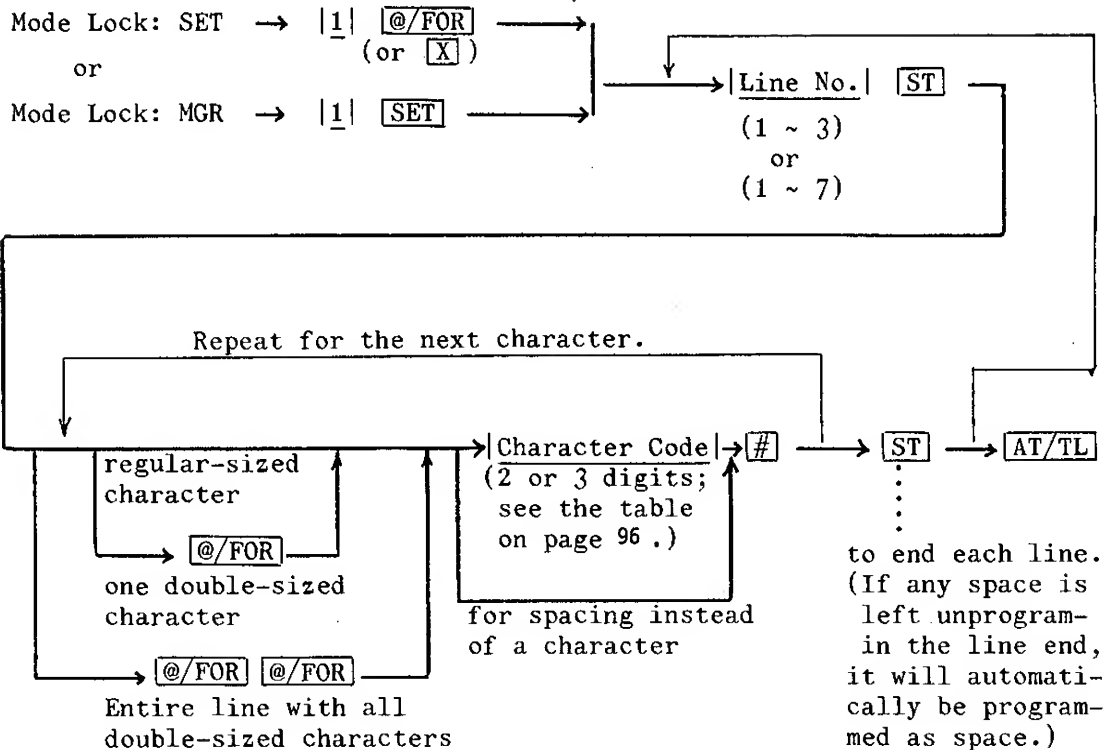 Mode Lock: SET → |1| @/FOR
(or X)
or
Mode Lock: MGR → |1| SET
|Line No.| ST
(1 ~ 3)
or
(1 ~ 7)
Repeat for the next character.
|Character Code| → # → ST → AT/TL
(2 or 3 digits;
see the table
on page 96 .)
regular-sized
character
@/FOR
one double-sized
character
@/FOR @/FOR
Entire line with all
double-sized characters
for spacing instead
of a character
to end each line.
(If any space is
left unprogram-
in the line end,
it will automati-
cally be program-
med as space.)